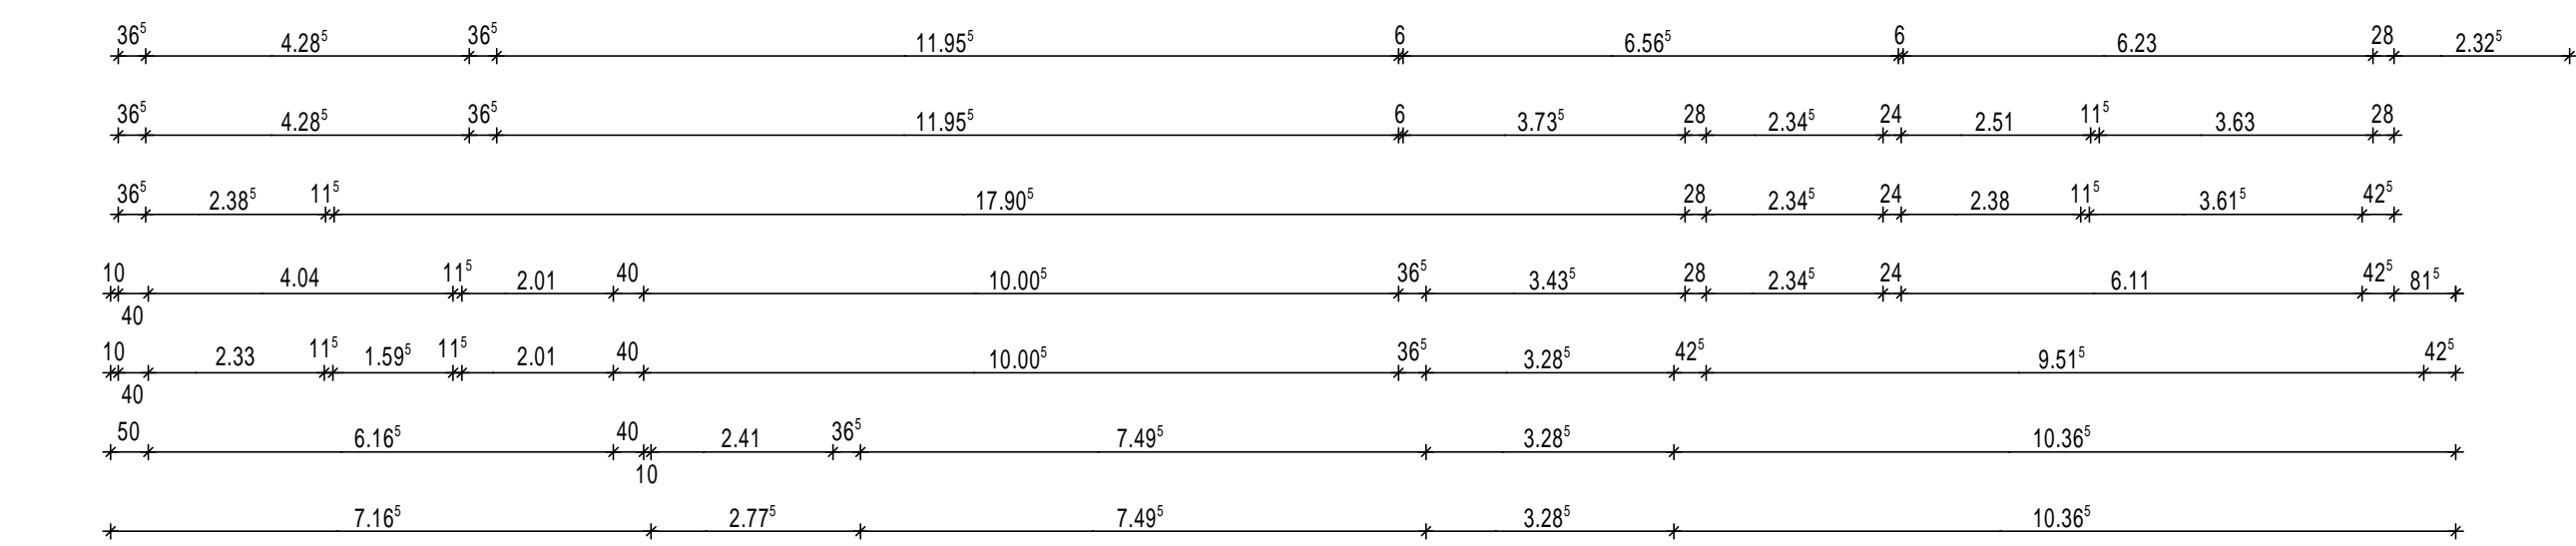 36⁵ 4.28⁵ 36⁵ 11.95⁵ 6 6.56⁵ 6 6.23 28 2.32⁵
36⁵ 4.28⁵ 36⁵ 11.95⁵ 6 3.73⁵ 28 2.34⁵ 24 2.51 11⁵ 3.63 28
36⁵ 2.38⁵ 11⁵ 17.90⁵ 28 2.34⁵ 24 2.38 11⁵ 3.61⁵ 42⁵
10 4.04 11⁵ 2.01 40 10.00⁵ 36⁵ 3.43⁵ 28 2.34⁵ 24 6.11 42⁵ 81⁵
40
10 2.33 11⁵ 1.59⁵ 11⁵ 2.01 40 10.00⁵ 36⁵ 3.28⁵ 42⁵ 9.51⁵ 42⁵
40
50 6.16⁵ 40 2.41 36⁵ 7.49⁵ 3.28⁵ 10.36⁵
10
7.16⁵ 2.77⁵ 7.49⁵ 3.28⁵ 10.36⁵